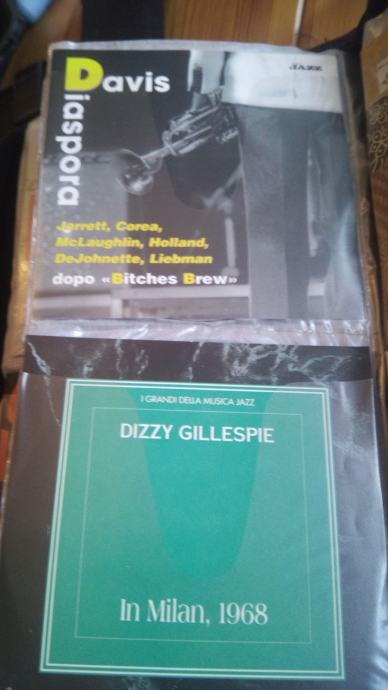 JAZZ
Davis
Diaspora
Jarrett, Corea,
McLaughlin, Holland,
DeJohnette, Liebman
dopo «Bitches Brew»
I GRANDI DELLA MUSICA JAZZ
DIZZY GILLESPIE
In Milan, 1968